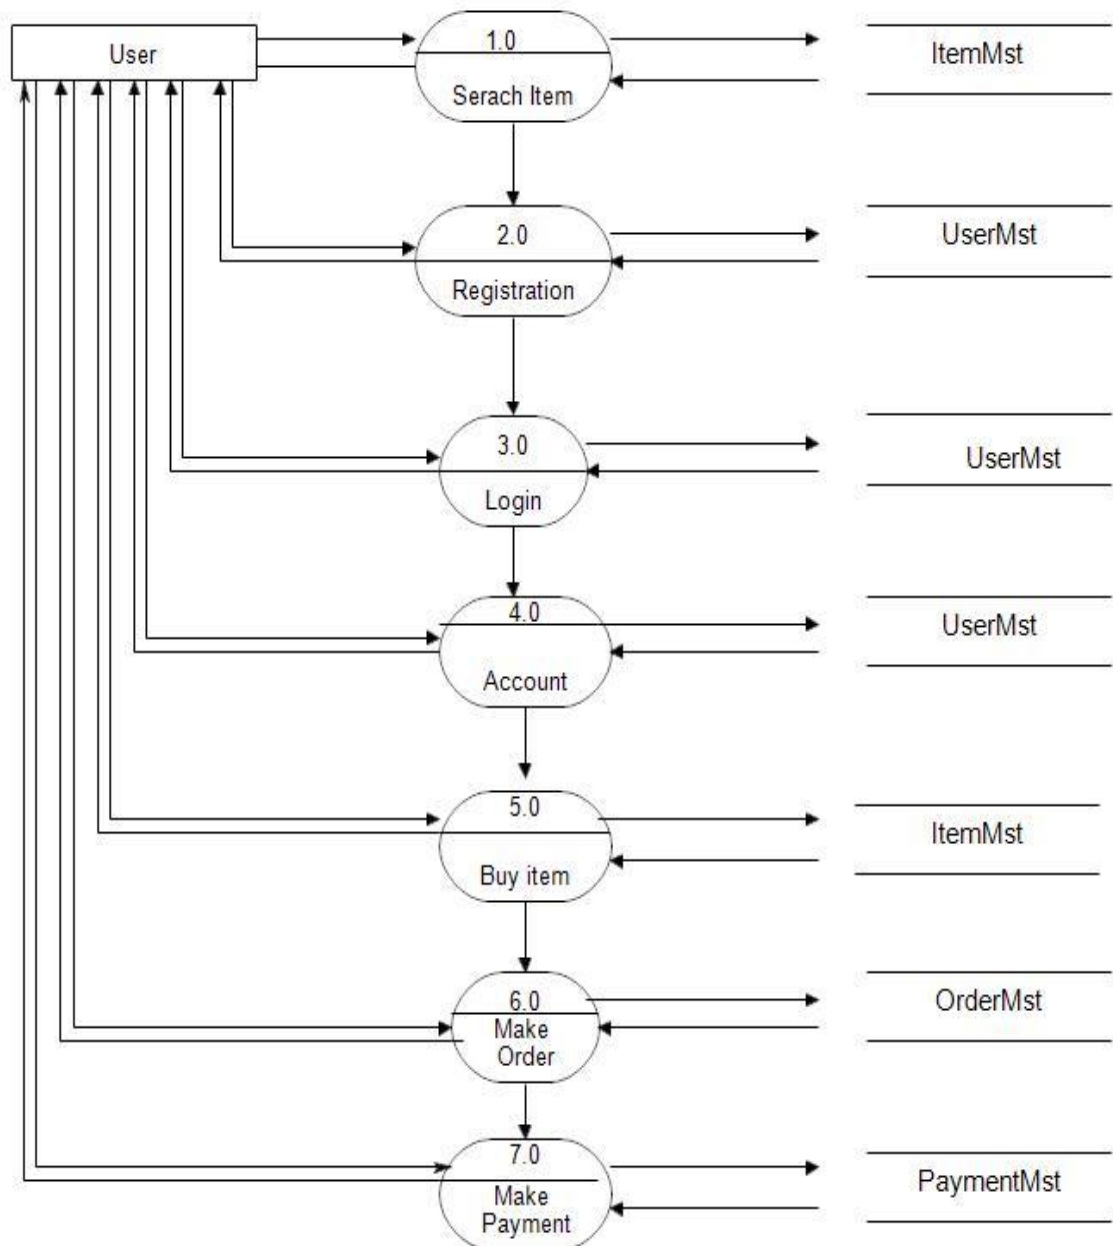 User
1.0
Serach Item
ItemMst
2.0
Registration
UserMst
3.0
Login
UserMst
4.0
Account
UserMst
5.0
Buy item
ItemMst
6.0
Make
Order
OrderMst
7.0
Make
Payment
PaymentMst